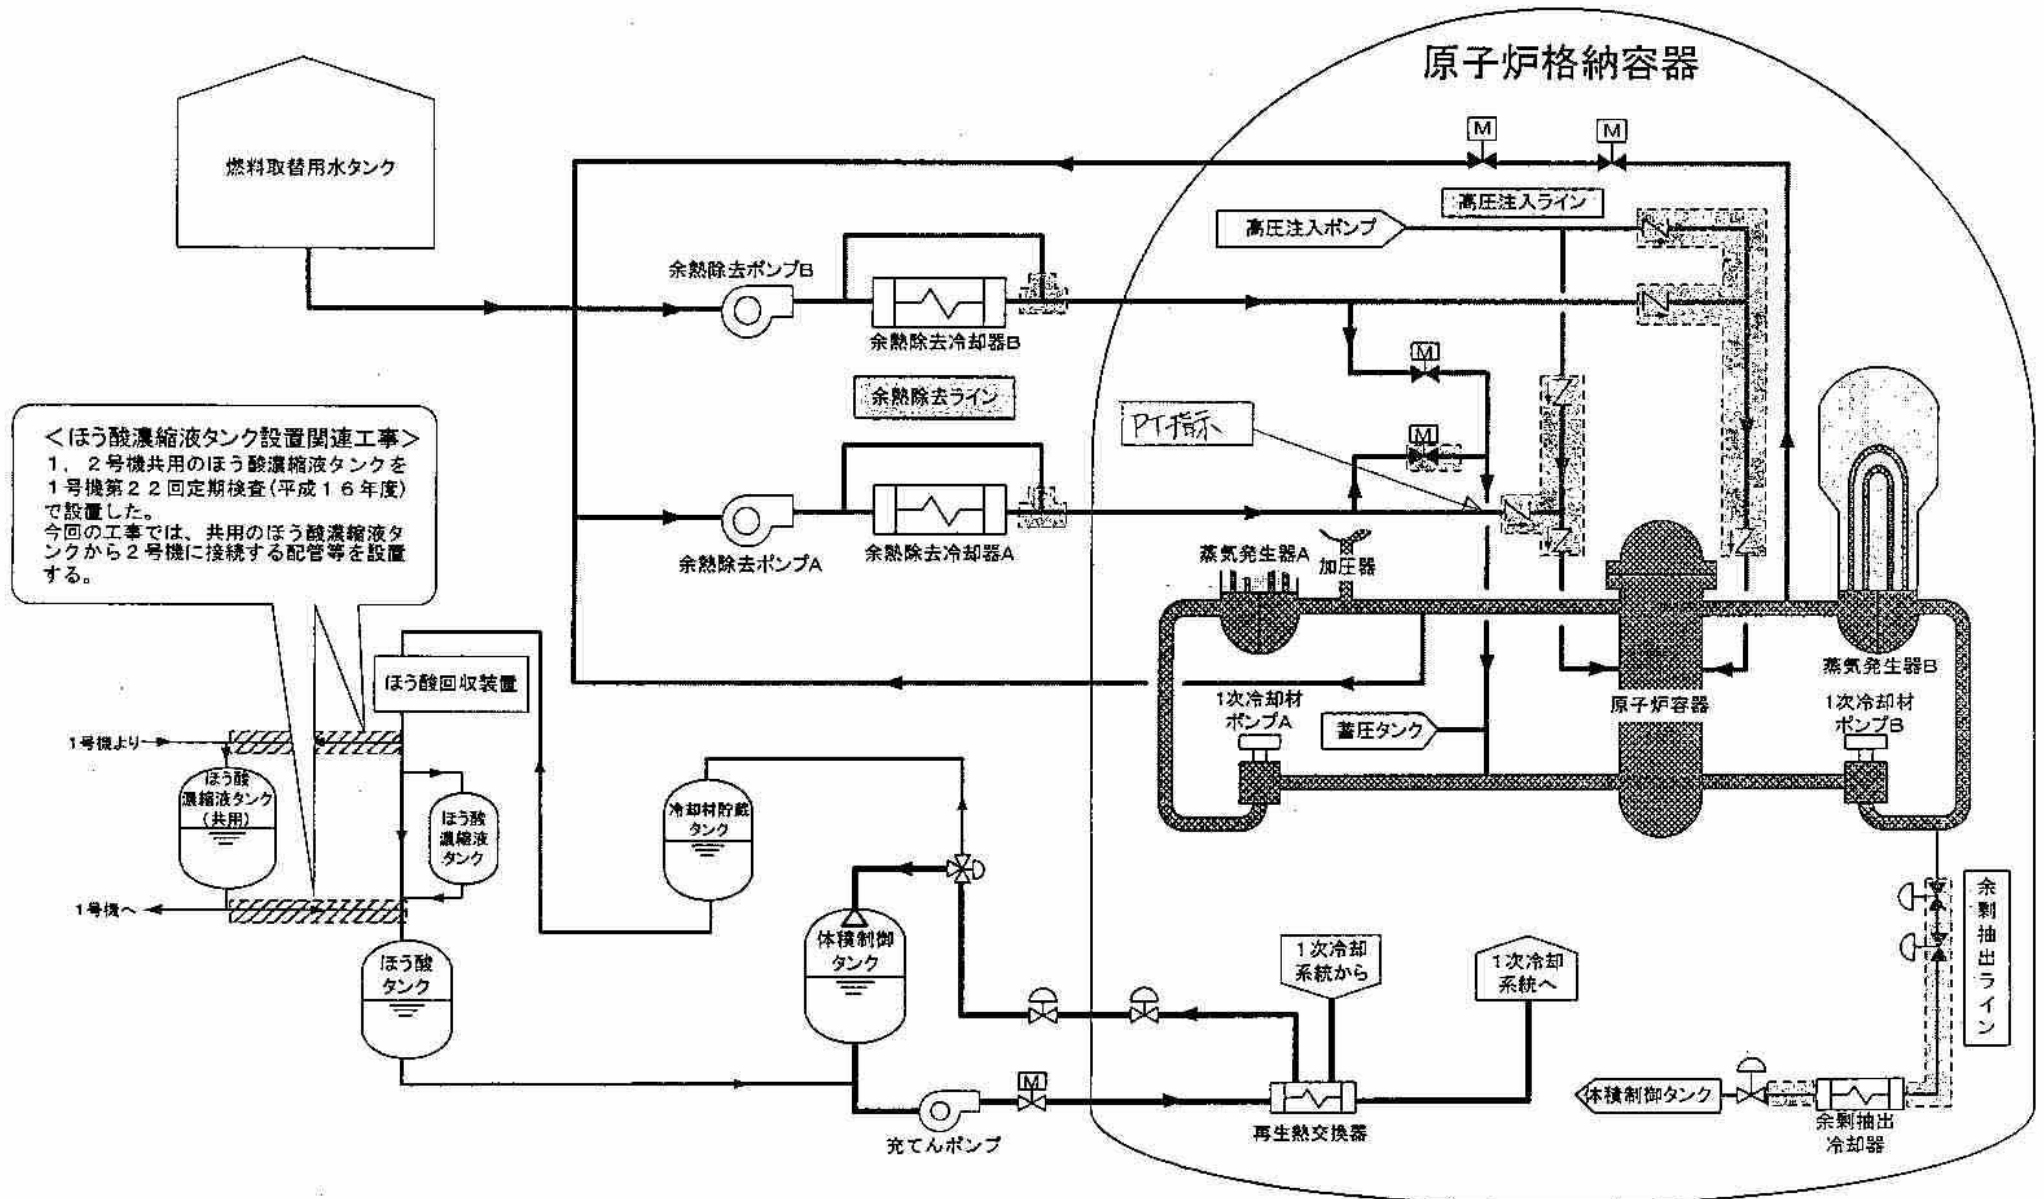 原子炉格納容器
燃料取替用水タンク
M
M
高圧注入ライン
高圧注入ポンプ
余熱除去ポンプB
余熱除去冷却器B
M
余熱除去ライン
PT指示
M
＜ほう酸濃縮液タンク設置関連工事＞
１，２号機共用のほう酸濃縮液タンクを
１号機第２２回定期検査(平成１６年度)
で設置した。
今回の工事では、共用のほう酸濃縮液タ
ンクから２号機に接続する配管等を設置
する。
余熱除去ポンプA
余熱除去冷却器A
蒸気発生器A
加圧器
蒸気発生器B
ほう酸回収装置
原子炉容器
1次冷却材
ポンプA
1次冷却材
ポンプB
蓄圧タンク
1号機より
ほう酸
濃縮液タンク
(共用)
ほう酸
濃縮液
タンク
冷却材貯蔵
タンク
1号機へ
体積制御
タンク
ほう酸
タンク
1次冷却
系統から
1次冷却
系統へ
余剰抽出ライン
M
充てんポンプ
再生熱交換器
体積制御タンク
余剰抽出
冷却器